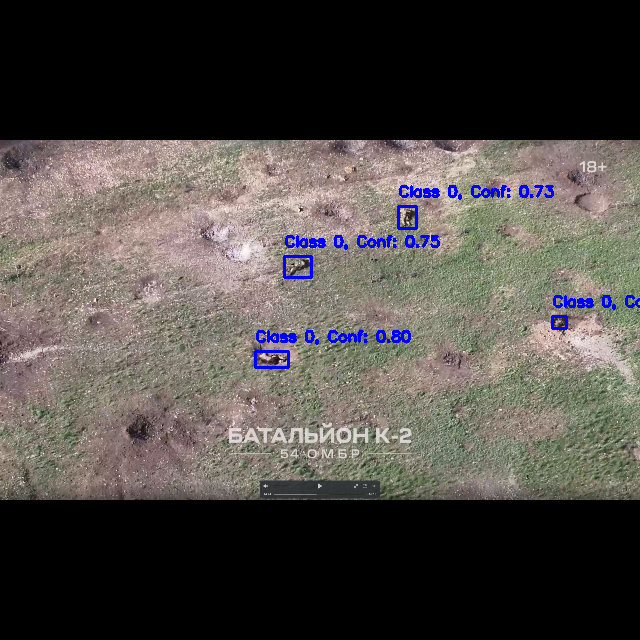 18+
Class 0, Conf: 0.73
Class 0, Conf: 0.75
Class 0, Co
Class 0, Conf: 0.80
БАТАЛЬЙОН К-2
54 ОМБР